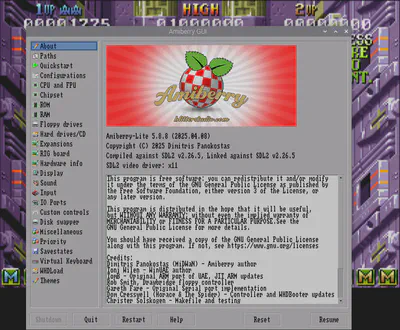 1UP HIGH 2UP
Amiberry GUI
About
Paths
Quickstart
Configurations
CPU and FPU
Chipset
ROM
RAM
Floppy drives
Hard drives/CD
Expansions
RTG board
Hardware info
Display
Sound
Input
IO Ports
Custom controls
Disk swapper
Miscellaneous
Priority
Savestates
Virtual Keyboard
WHDLoad
Themes
Amiberry
Amiberry-Lite 5.8.8 (2025.04.08)
Copyright (C) 2025 Dimitris Panokostas
Compiled against SDL2 v2.26.5, Linked against SDL2 v2.26.5
SDL2 video driver: x11
This program is free software: you can redistribute it and/or modify
it under the terms of the GNU General Public License as published by
the Free Software Foundation, either version 3 of the License, or
any later version.
This program is distributed in the hope that it will be useful,
but WITHOUT ANY WARRANTY; without even the implied warranty of
MERCHANTABILITY or FITNESS FOR A PARTICULAR PURPOSE.See the
GNU General Public License for more details.
You should have received a copy of the GNU General Public License
along with this program. If not, see https://www.gnu.org/licenses
Credits:
Dimitris Panokostas (MiDWaN) - Amiberry author
Toni Wilen - WinUAE author
TomB - Original ARM port of UAE, JIT ARM updates
Rob Smith, Drawbridge Floppy controller
Gareth Fare - Original Serial port implementation
Dom Cresswell (Horace & The Spider) - Controller and WHDBooter updates
Christer Solskogen - Makefile and testing
Shutdown Quit Restart Help Reset Resume